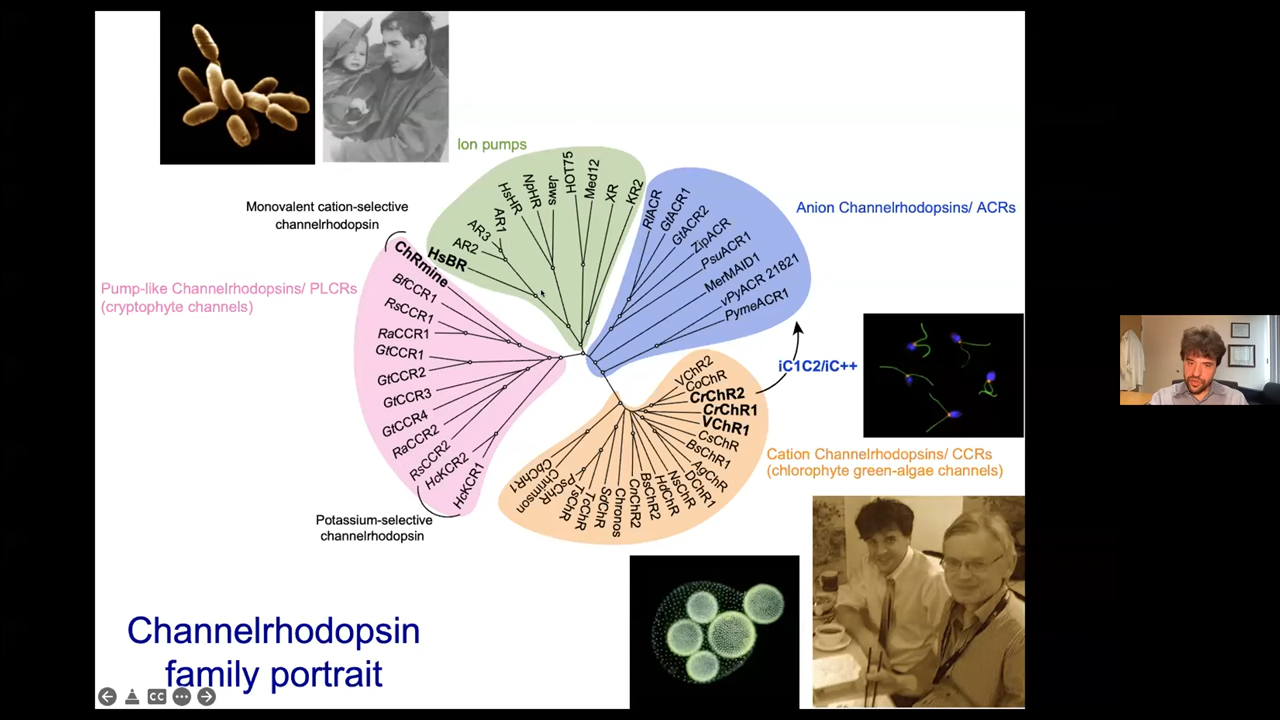 Ion pumps
Monovalent cation-selective
channelrhodopsin
Anion Channelrhodopsins/ ACRs
Pump-like Channelrhodopsins/ PLCRs
(cryptophyte channels)
HsBR
AR2
AR3
AR1
HsHR
NpHR
Jaws
HOT75
Med12
XR
KR2
RlACR
GtACR1
GtACR2
ZipACR
PsuACR1
MerMAID1
vPyACR 21821
PymeACR1
iC1C2/iC++
ChRmine
BfCCR1
RsCCR1
RaCCR1
GtCCR1
GtCCR2
GtCCR3
GtCCR4
RaCCR2
RsCCR2
HcKCR2
HcKCR1
VChR2
CoChR
CrChR2
CrChR1
VChR1
CsChR
BsChR1
AgChR
DChR1
NsChR
HdChR
BsChR2
CnChR2
Chronos
SdChR
TcChR
TsChR
PsChR
Chrimson
CbChR1
Cation Channelrhodopsins/ CCRs
(chlorophyte green-algae channels)
Potassium-selective
channelrhodopsin
Channelrhodopsin
family portrait
CC